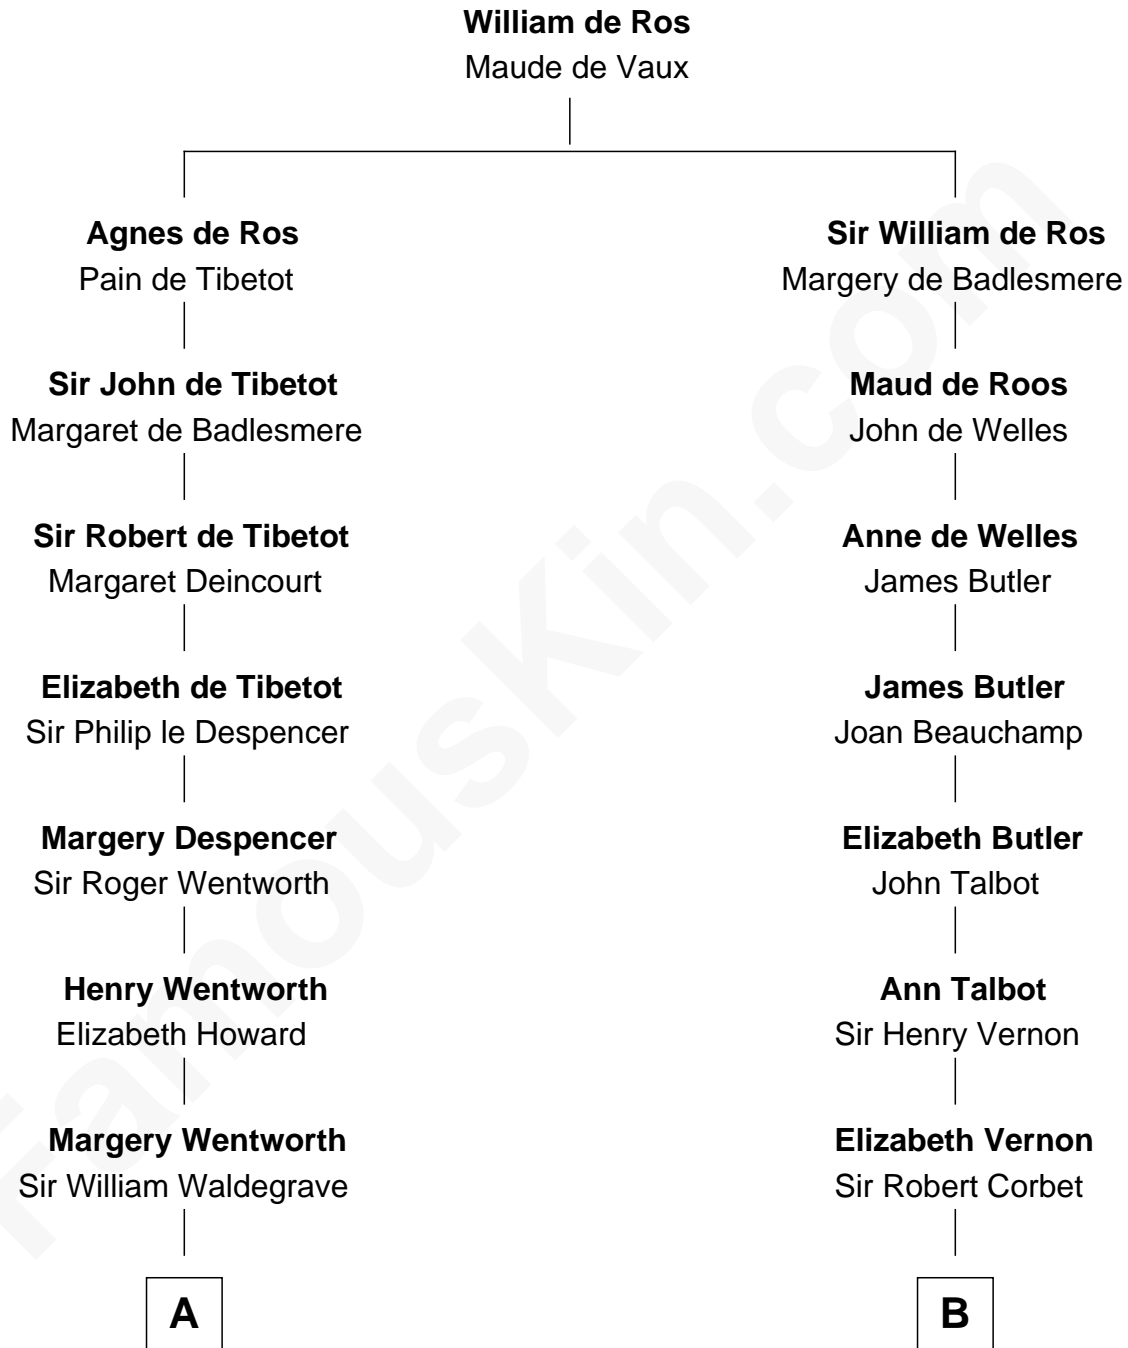 William de Ros
Maude de Vaux
Agnes de Ros
Pain de Tibetot
Sir William de Ros
Margery de Badlesmere
Sir John de Tibetot
Margaret de Badlesmere
Maud de Roos
John de Welles
Sir Robert de Tibetot
Margaret Deincourt
Anne de Welles
James Butler
Elizabeth de Tibetot
Sir Philip le Despencer
James Butler
Joan Beauchamp
Margery Despencer
Sir Roger Wentworth
Elizabeth Butler
John Talbot
Henry Wentworth
Elizabeth Howard
Ann Talbot
Sir Henry Vernon
Margery Wentworth
Sir William Waldegrave
Elizabeth Vernon
Sir Robert Corbet
A
B
FamousKin.com